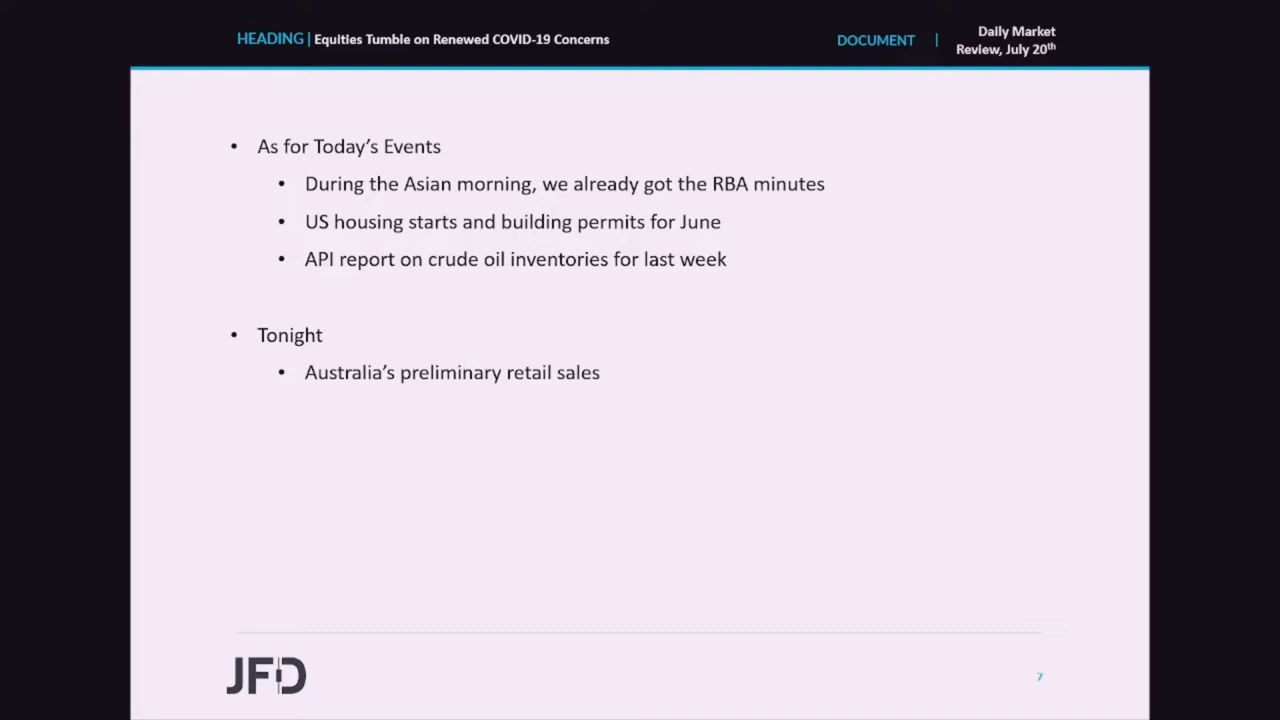 HEADING | Equities Tumble on Renewed COVID-19 Concerns
DOCUMENT | Daily Market
Review, July 20th
• As for Today's Events
• During the Asian morning, we already got the RBA minutes
• US housing starts and building permits for June
• API report on crude oil inventories for last week
• Tonight
• Australia's preliminary retail sales
JFD
7